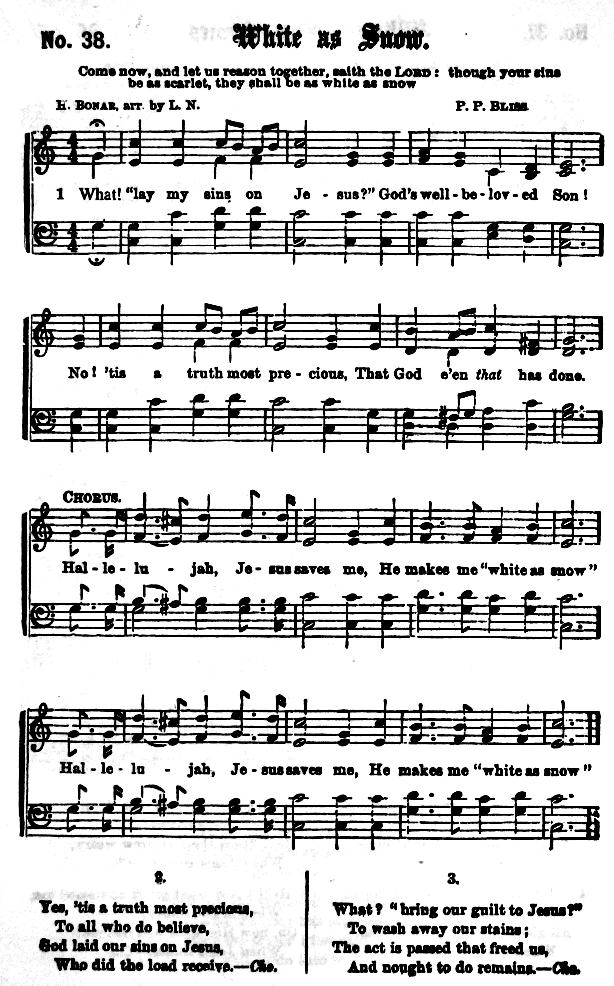 No. 38. White as Snow.
Come now, and let us reason together, saith the LORD: though your sins
be as scarlet, they shall be as white as snow
H. BONAR, arr. by L. N. P. P. BLISS.
1 What! "lay my sins on Je - sus?" God's well - be - lov - ed Son!
No! 'tis a truth most pre - cious, That God e'en that has done.
CHORUS.
Hal - le - lu - jah, Je - sus saves me, He makes me "white as snow"
Hal - le - lu - jah, Je - sus saves me, He makes me "white as snow"
2.
Yes, 'tis a truth most precious,
To all who do believe,
God laid our sins on Jesus,
Who did the load receive.—Cho.
3.
What? "bring our guilt to Jesus?"
To wash away our stains;
The act is passed that freed us,
And nought to do remains.—Cho.